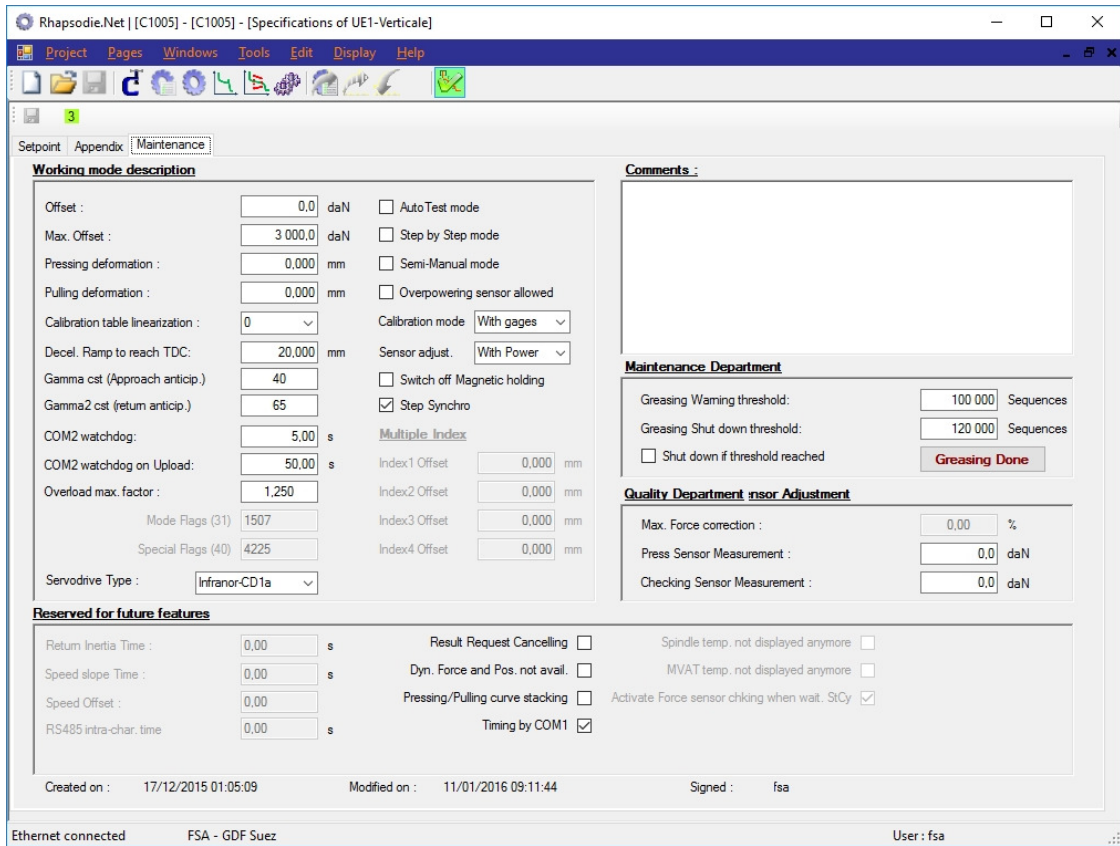 Rhapsodie.Net | [C1005] - [C1005] - [Specifications of UE1-Verticale]
Project Pages Windows Tools Edit Display Help
3
Setpoint Appendix Maintenance
Working mode description
Offset : 0,0 daN
Max. Offset : 3 000,0 daN
Pressing deformation : 0,000 mm
Pulling deformation : 0,000 mm
Calibration table linearization : 0
Decel. Ramp to reach TDC: 20,000 mm
Gamma cst (Approach anticip.) 40
Gamma2 cst (return anticip.) 65
COM2 watchdog: 5,00 s
COM2 watchdog on Upload: 50,00 s
Overload max. factor : 1,250
Mode Flags (31) 1507
Special Flags (40) 4225
Servodrive Type : Infranor-CD1a
AutoTest mode
Step by Step mode
Semi-Manual mode
Overpowering sensor allowed
Calibration mode With gages
Sensor adjust. With Power
Switch off Magnetic holding
Step Synchro
Multiple Index
Index1 Offset 0,000 mm
Index2 Offset 0,000 mm
Index3 Offset 0,000 mm
Index4 Offset 0,000 mm
Comments :
Maintenance Department
Greasing Warning threshold: 100 000 Sequences
Greasing Shut down threshold: 120 000 Sequences
Shut down if threshold reached Greasing Done
Quality Department :nsor Adjustment
Max. Force correction : 0,00 %
Press Sensor Measurement : 0,0 daN
Checking Sensor Measurement : 0,0 daN
Reserved for future features
Return Inertia Time : 0,00 s
Speed slope Time : 0,00 s
Speed Offset : 0,00
RS485 intra-char. time 0,00 s
Result Request Cancelling
Dyn. Force and Pos. not avail.
Pressing/Pulling curve stacking
Timing by COM1
Spindle temp. not displayed anymore
MVAT temp. not displayed anymore
Activate Force sensor chking when wait. StCy
Created on : 17/12/2015 01:05:09 Modified on : 11/01/2016 09:11:44 Signed : fsa
Ethernet connected FSA - GDF Suez User : fsa